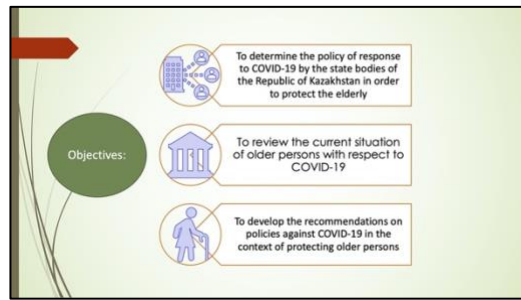 Objectives:
To determine the policy of response
to COVID-19 by the state bodies of
the Republic of Kazakhstan in order
to protect the elderly
To review the current situation
of older persons with respect to
COVID-19
To develop the recommendations on
policies against COVID-19 in the
context of protecting older persons